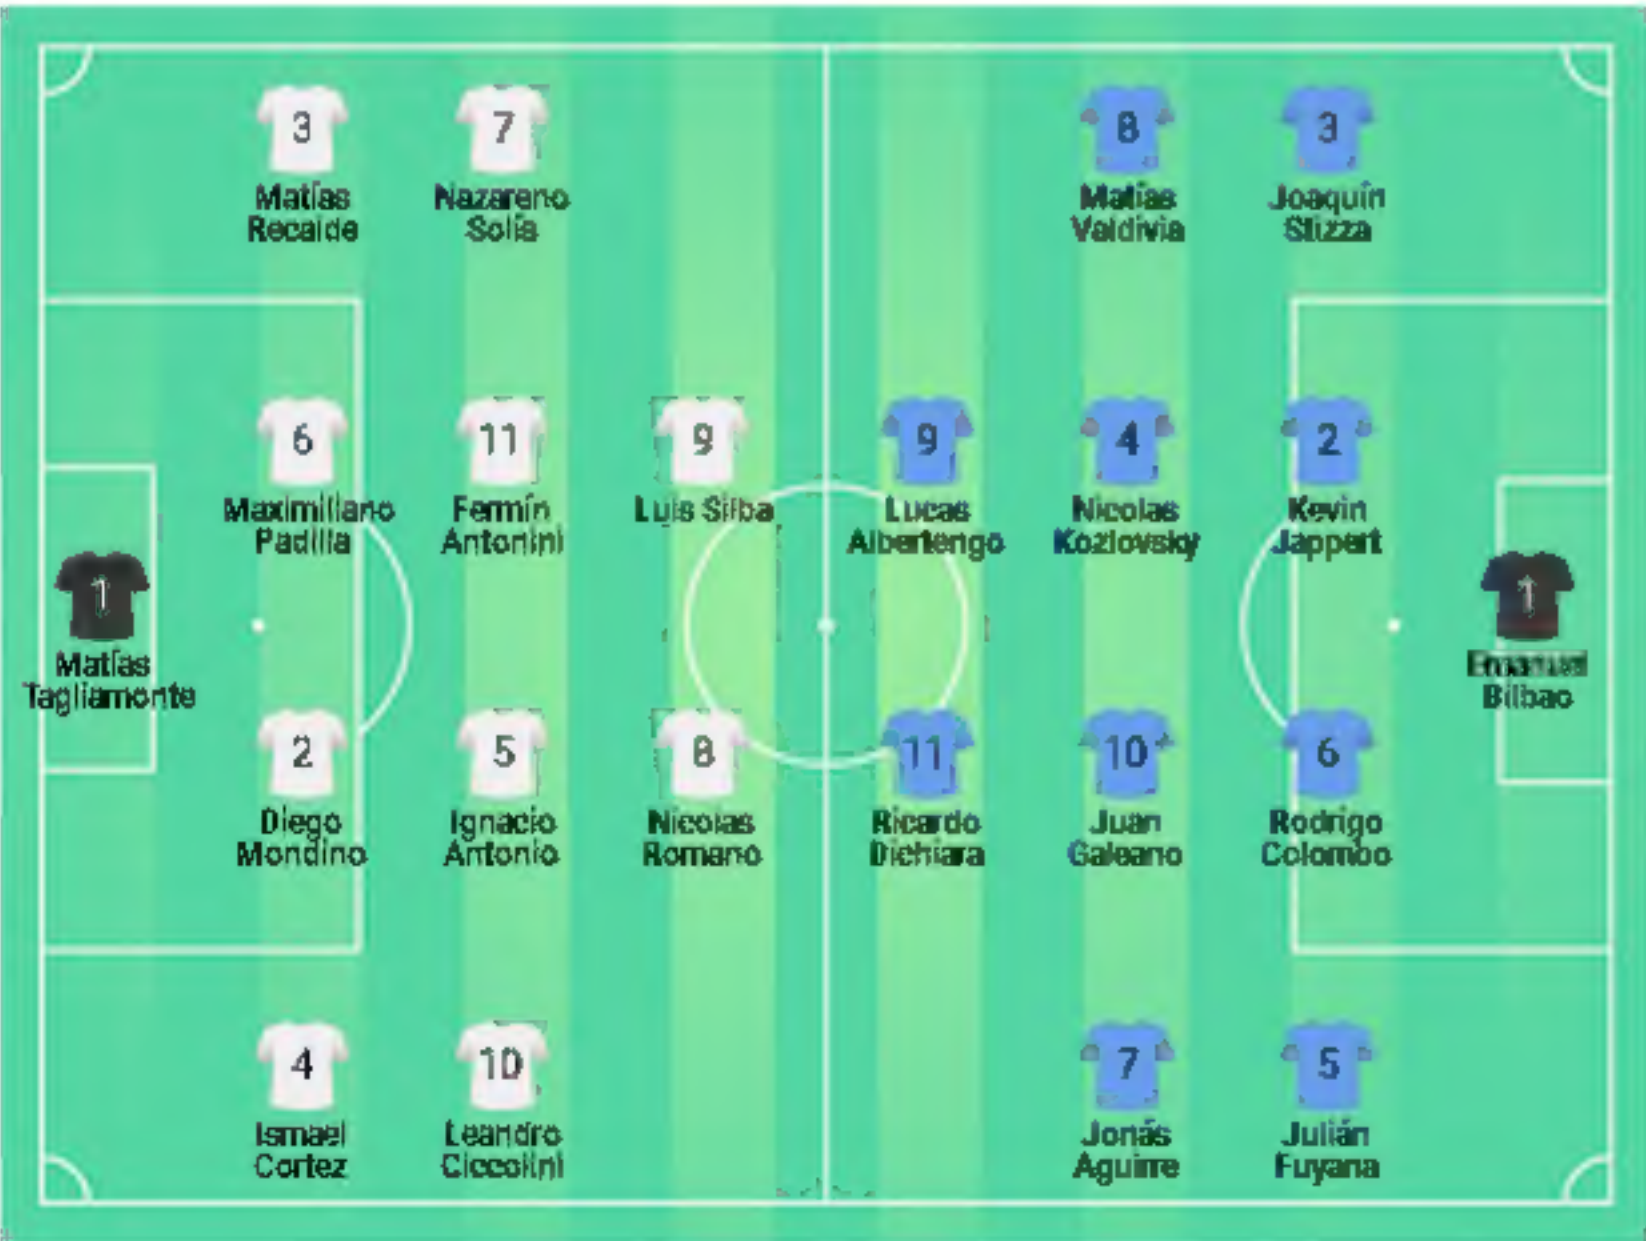 3
Matías
Recalde
7
Nazareno
Solís
8
Matías
Valdivia
3
Joaquín
Stizza
6
Maximiliano
Padilla
11
Fermín
Antonini
9
Luis Silba
9
Lucas
Albertengo
4
Nicolas
Kozlovsky
2
Kevin
Jappert
1
Matías
Tagliamonte
1
Emanuel
Bilbao
2
Diego
Mondino
5
Ignacio
Antonio
8
Nicolas
Romano
11
Ricardo
Dichiara
10
Juan
Galeano
6
Rodrigo
Colombo
4
Ismael
Cortez
10
Leandro
Ciccolini
7
Jonás
Aguirre
5
Julián
Fuyana